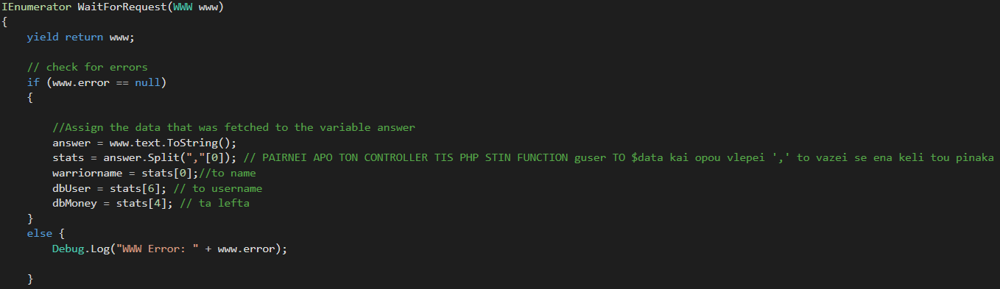 IEnumerator WaitForRequest(WWW www)
{
yield return www;
// check for errors
if (www.error == null)
{
//Assign the data that was fetched to the variable answer
answer = www.text.ToString();
stats = answer.Split(","[0]); // PAIRNEI APO TON CONTROLLER TIS PHP STIN FUNCTION guser TO $data kai opou vlepei ',' to vazei se ena keli tou pinaka
warriorname = stats[0];//to name
dbUser = stats[6]; // to username
dbMoney = stats[4]; // ta lefta
}
else {
Debug.Log("WWW Error: " + www.error);
}